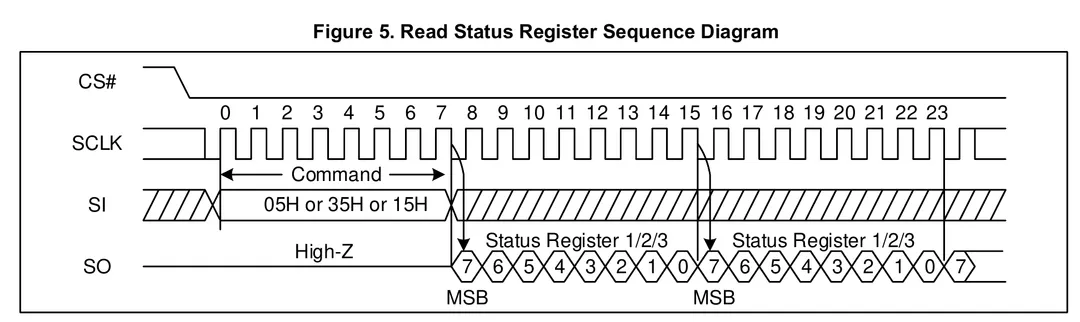 Figure 5. Read Status Register Sequence Diagram
CS#
0 1 2 3 4 5 6 7 8 9 10 11 12 13 14 15 16 17 18 19 20 21 22 23
SCLK
Command
SI
05H or 35H or 15H
High-Z
Status Register 1/2/3
Status Register 1/2/3
SO
7 6 5 4 3 2 1 0 7 6 5 4 3 2 1 0 7
MSB
MSB